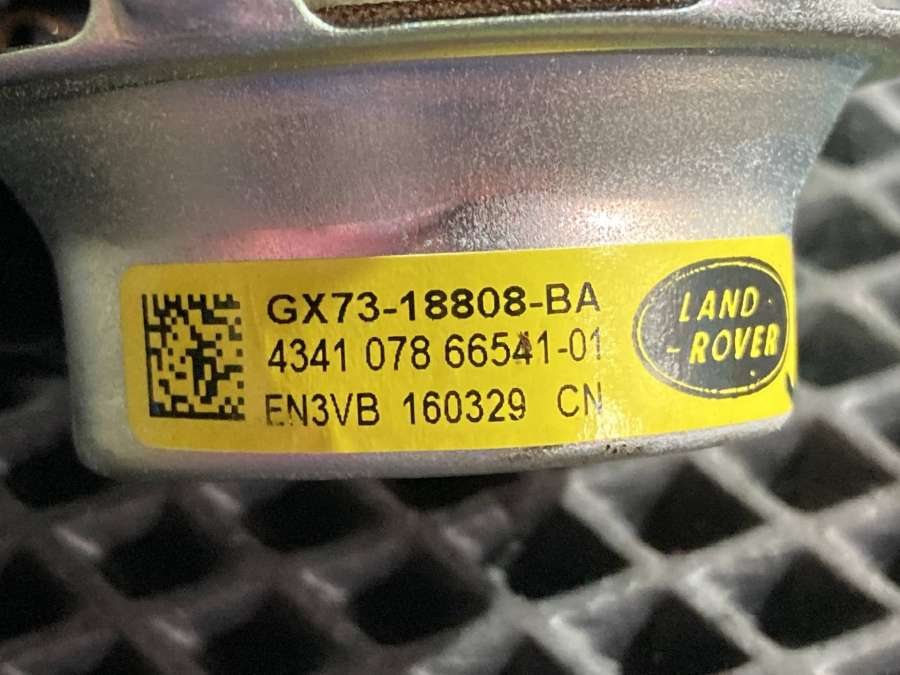 GX73-18808-BA
4341 078 66541-01
EN3VB 160329 CN
LAND
-ROVER